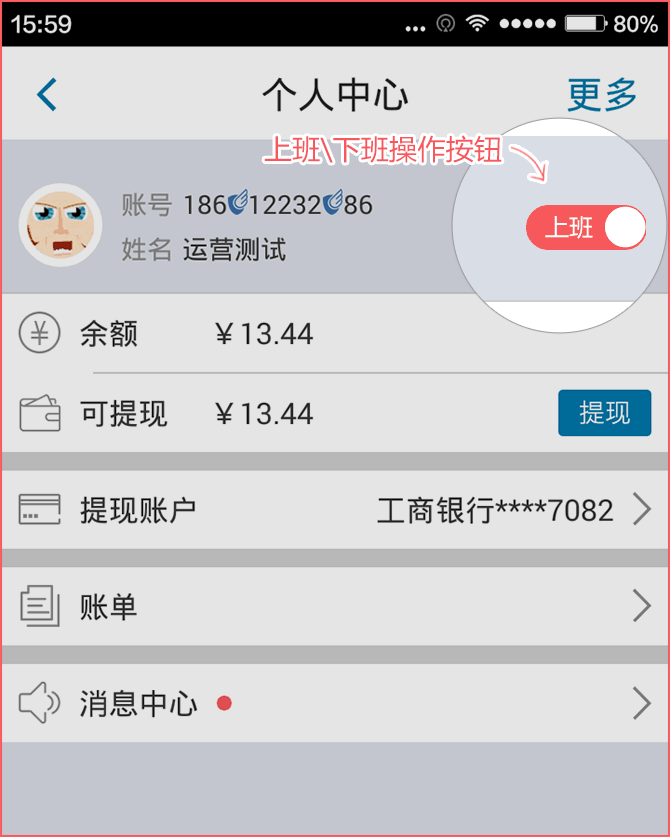 15:59
80%
个人中心
更多
上班\下班操作按钮
账号 186 12232 86
上班
姓名 运营测试
余额 ￥13.44
可提现 ￥13.44
提现
提现账户
工商银行****7082
账单
消息中心